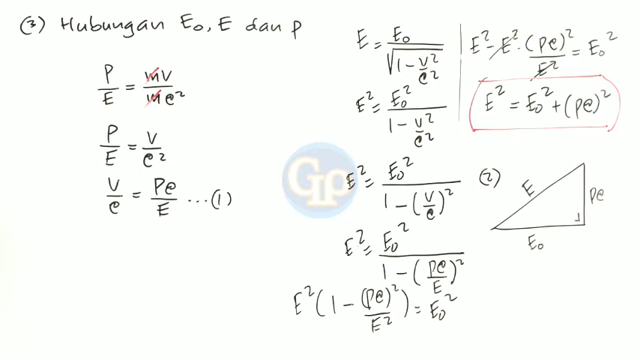 (3) Hubungan E₀, E dan p
P/E = mv/mc²
P/E = v/c²
v/c = pc/E ...(1)
E = E₀/√(1 - v²/c²)
E² = E₀²/(1 - v²/c²)
E² = E₀²/(1 - (v/c)²)
E² = E₀²/(1 - (pc/E)²)
E²(1 - (pc)²/E²) = E₀²
E² - E² · (pc)²/E² = E₀²
E² = E₀² + (pc)²
(2)
E
pc
E₀
GIP